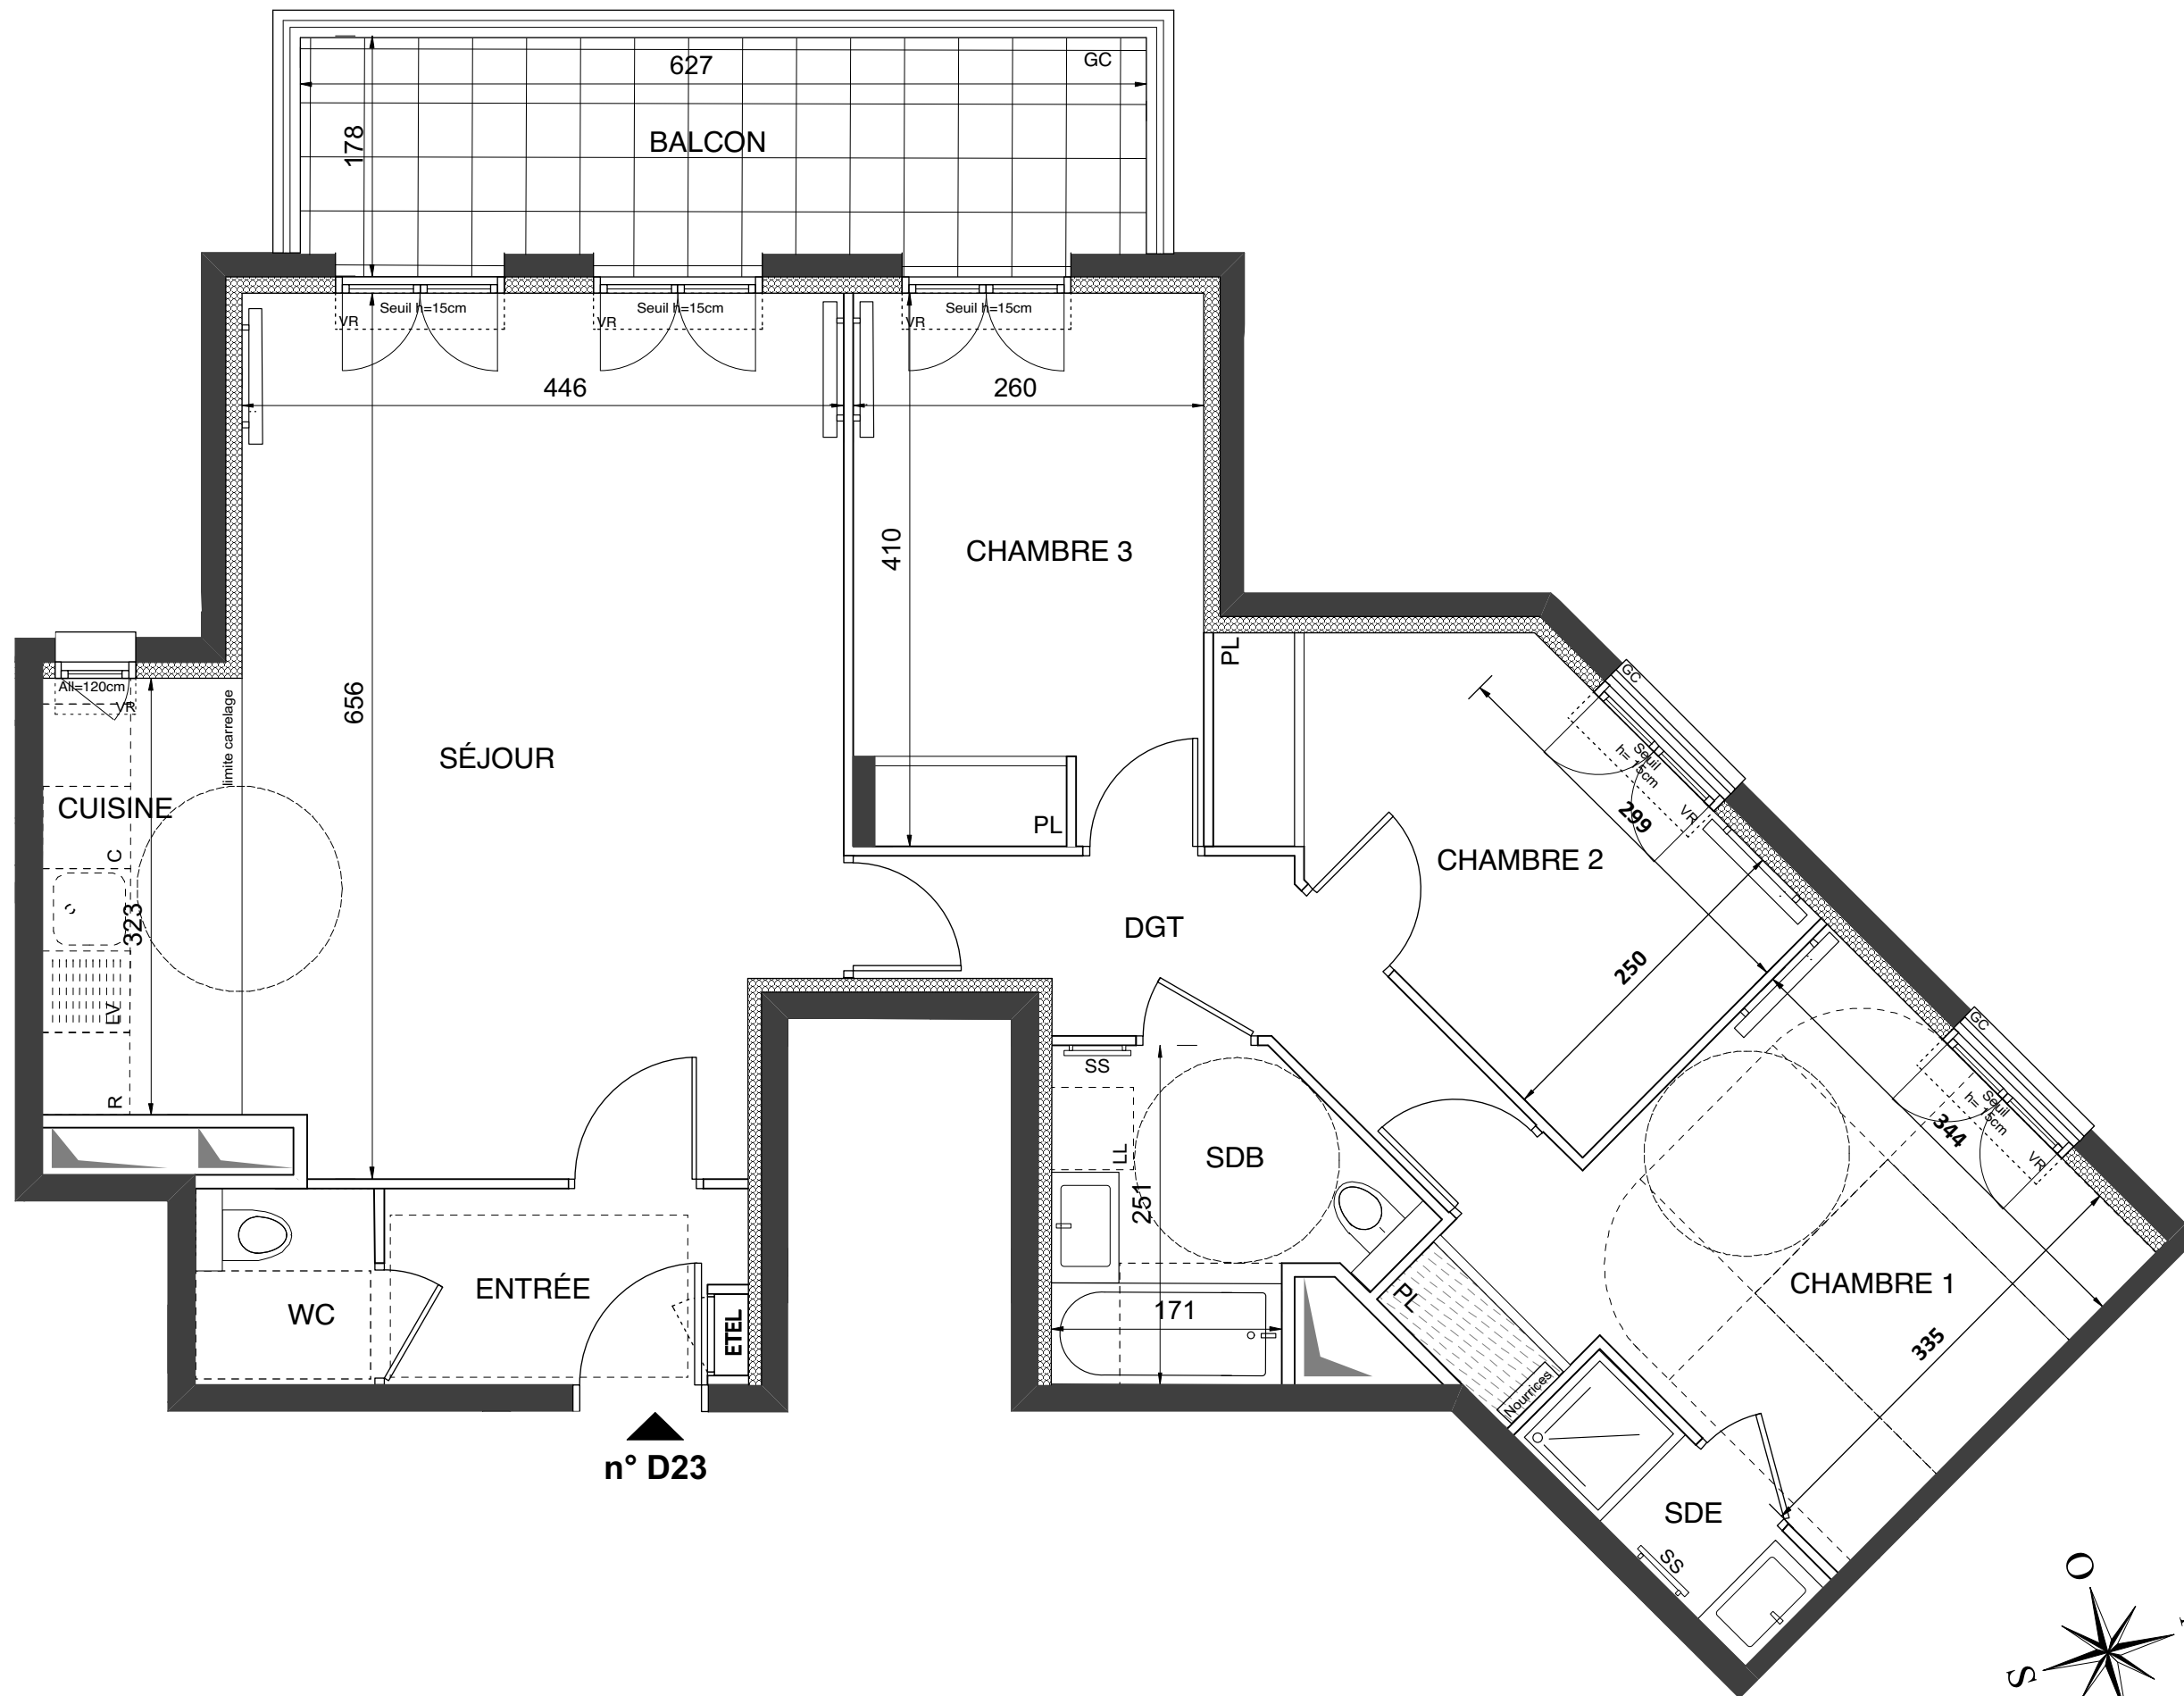 627
GC
178
BALCON
Seuil h=15cm
VR
Seuil h=15cm
VR
Seuil h=15cm
VR
446
260
410
CHAMBRE 3
PL
PL
GC
All=120cm
VR
limite carrelage
656
SÉJOUR
CUISINE
C
323
LV
R
Seuil
h= 15cm
VR
299
CHAMBRE 2
250
DGT
GC
Seuil
h= 15cm
VR
344
SS
LL
SDB
251
171
WC
ENTRÉE
ETEL
PL
Nourrices
CHAMBRE 1
335
SDE
SS
n° D23
O
S